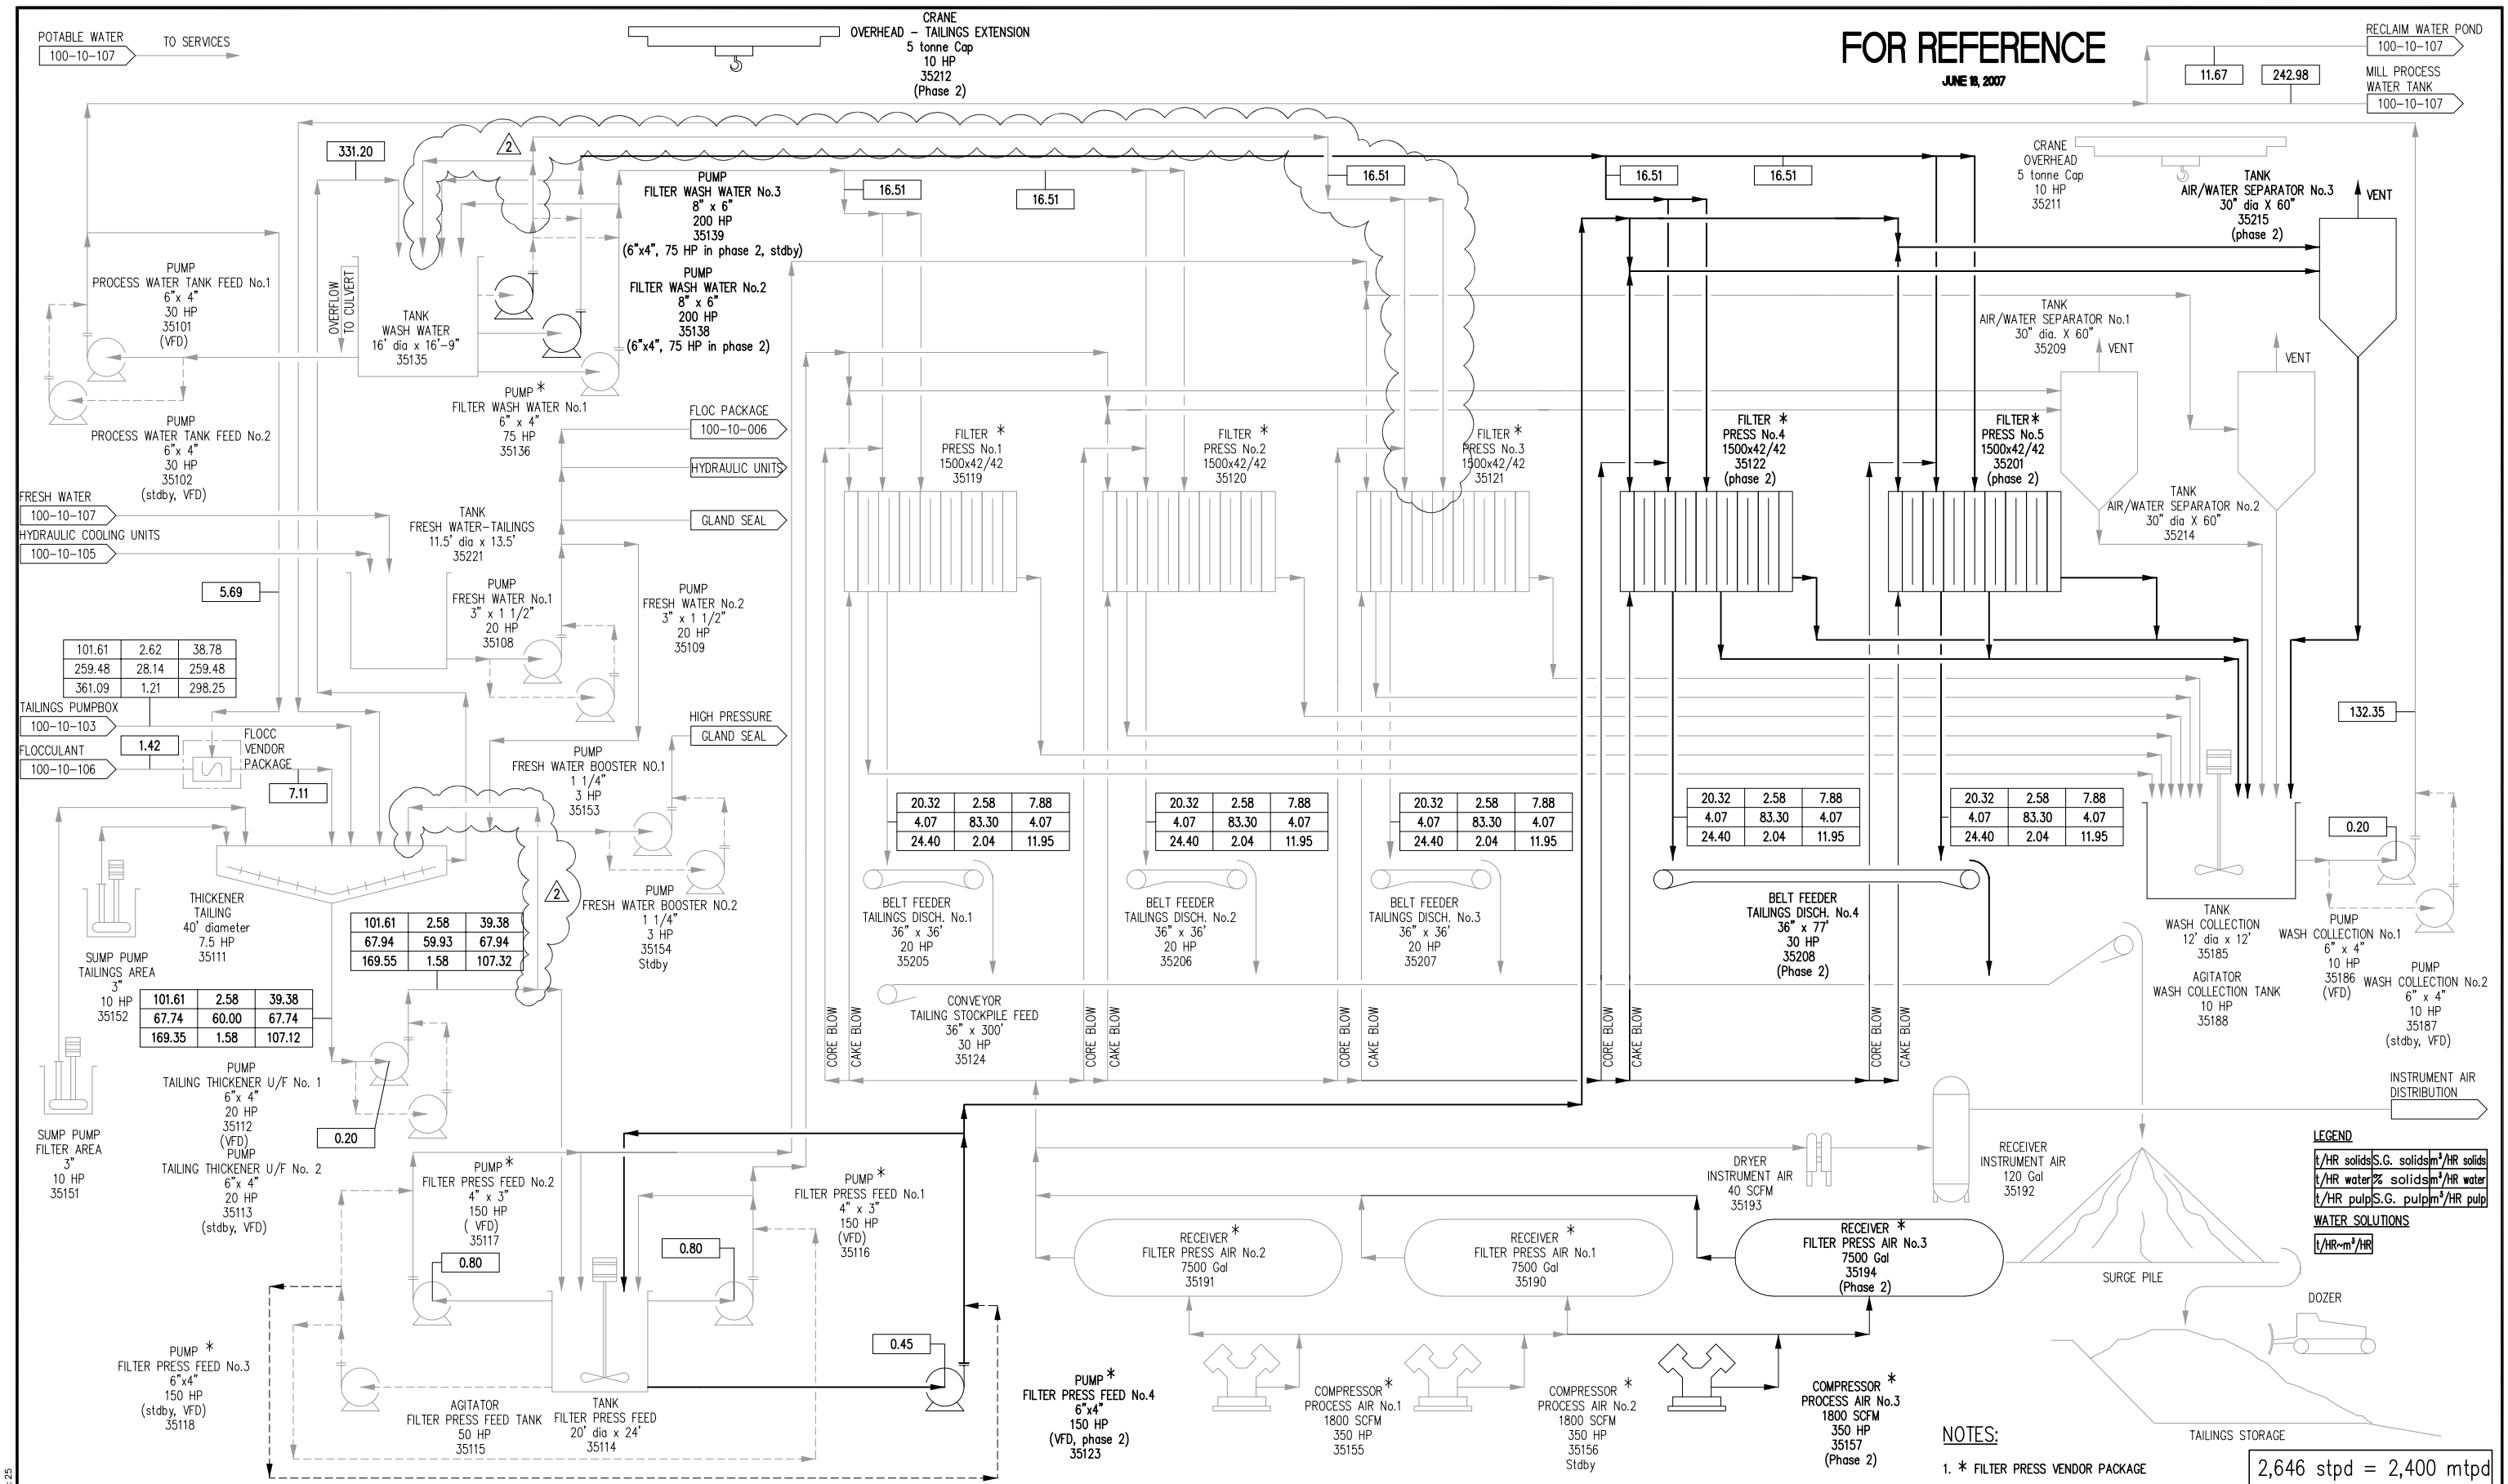 CRANE
OVERHEAD - TAILINGS EXTENSION
5 tonne Cap
10 HP
35212
(Phase 2)
POTABLE WATER
100-10-107
TO SERVICES
FOR REFERENCE
JUNE 18, 2007
RECLAIM WATER POND
100-10-107
11.67
242.98
MILL PROCESS
WATER TANK
100-10-107
331.20
2
PUMP
FILTER WASH WATER No.3
8" x 6"
200 HP
35139
(6"x4", 75 HP in phase 2, stdby)
PUMP
FILTER WASH WATER No.2
8" x 6"
200 HP
35138
(6"x4", 75 HP in phase 2)
16.51
16.51
16.51
16.51
16.51
CRANE
OVERHEAD
5 tonne Cap
10 HP
35211
TANK
AIR/WATER SEPARATOR No.3
30" dia X 60"
35215
(phase 2)
VENT
PUMP
PROCESS WATER TANK FEED No.1
6"x 4"
30 HP
35101
(VFD)
OVERFLOW
TO CULVERT
TANK
WASH WATER
16' dia x 16'-9"
35135
TANK
AIR/WATER SEPARATOR No.1
30" dia. X 60"
35209
VENT
VENT
PUMP
PROCESS WATER TANK FEED No.2
6"x 4"
30 HP
35102
(stdby, VFD)
PUMP *
FILTER WASH WATER No.1
6" x 4"
75 HP
35136
FLOC PACKAGE
100-10-006
HYDRAULIC UNITS
GLAND SEAL
FILTER *
PRESS No.1
1500x42/42
35119
FILTER *
PRESS No.2
1500x42/42
35120
FILTER *
PRESS No.3
1500x42/42
35121
FILTER *
PRESS No.4
1500x42/42
35122
(phase 2)
FILTER *
PRESS No.5
1500x42/42
35201
(phase 2)
TANK
AIR/WATER SEPARATOR No.2
30" dia X 60"
35214
FRESH WATER
100-10-107
HYDRAULIC COOLING UNITS
100-10-105
TANK
FRESH WATER-TAILINGS
11.5' dia x 13.5'
35221
5.69
PUMP
FRESH WATER No.1
3" x 1 1/2"
20 HP
35108
PUMP
FRESH WATER No.2
3" x 1 1/2"
20 HP
35109
101.61 2.62 38.78
259.48 28.14 259.48
361.09 1.21 298.25
TAILINGS PUMPBOX
100-10-103
FLOCCULANT
100-10-106
1.42
FLOCC
VENDOR
PACKAGE
7.11
HIGH PRESSURE
GLAND SEAL
PUMP
FRESH WATER BOOSTER NO.1
1 1/4"
3 HP
35153
132.35
20.32 2.58 7.88
4.07 83.30 4.07
24.40 2.04 11.95
20.32 2.58 7.88
4.07 83.30 4.07
24.40 2.04 11.95
20.32 2.58 7.88
4.07 83.30 4.07
24.40 2.04 11.95
20.32 2.58 7.88
4.07 83.30 4.07
24.40 2.04 11.95
20.32 2.58 7.88
4.07 83.30 4.07
24.40 2.04 11.95
0.20
THICKENER
TAILING
40' diameter
7.5 HP
35111
2
PUMP
FRESH WATER BOOSTER NO.2
1 1/4"
3 HP
35154
Stdby
101.61 2.58 39.38
67.94 59.93 67.94
169.55 1.58 107.32
BELT FEEDER
TAILINGS DISCH. No.1
36" x 36'
20 HP
35205
BELT FEEDER
TAILINGS DISCH. No.2
36" x 36'
20 HP
35206
BELT FEEDER
TAILINGS DISCH. No.3
36" x 36'
20 HP
35207
BELT FEEDER
TAILINGS DISCH. No.4
36" x 77'
30 HP
35208
(Phase 2)
TANK
WASH COLLECTION
12' dia x 12'
35185
AGITATOR
WASH COLLECTION TANK
10 HP
35188
PUMP
WASH COLLECTION No.1
6" x 4"
10 HP
35186
(VFD)
PUMP
WASH COLLECTION No.2
6" x 4"
10 HP
35187
(stdby, VFD)
SUMP PUMP
TAILINGS AREA
3"
10 HP
35152
101.61 2.58 39.38
67.74 60.00 67.74
169.35 1.58 107.12
CONVEYOR
TAILING STOCKPILE FEED
36" x 300'
30 HP
35124
CORE BLOW
CAKE BLOW
CORE BLOW
CAKE BLOW
CORE BLOW
CAKE BLOW
CORE BLOW
CAKE BLOW
CORE BLOW
CAKE BLOW
PUMP
TAILING THICKENER U/F No. 1
6"x 4"
20 HP
35112
(VFD)
PUMP
TAILING THICKENER U/F No. 2
6"x 4"
20 HP
35113
(stdby, VFD)
0.20
SUMP PUMP
FILTER AREA
3"
10 HP
35151
INSTRUMENT AIR
DISTRIBUTION
PUMP *
FILTER PRESS FEED No.2
4" x 3"
150 HP
( VFD)
35117
PUMP *
FILTER PRESS FEED No.1
4" x 3"
150 HP
(VFD)
35116
DRYER
INSTRUMENT AIR
40 SCFM
35193
RECEIVER
INSTRUMENT AIR
120 Gal
35192
LEGEND
t/HR solids S.G. solids m³/HR solids
t/HR water % solids m³/HR water
t/HR pulp S.G. pulp m³/HR pulp
WATER SOLUTIONS
t/HR~m³/HR
0.80
0.80
RECEIVER *
FILTER PRESS AIR No.2
7500 Gal
35191
RECEIVER *
FILTER PRESS AIR No.1
7500 Gal
35190
RECEIVER *
FILTER PRESS AIR No.3
7500 Gal
35194
(Phase 2)
SURGE PILE
DOZER
0.45
PUMP *
FILTER PRESS FEED No.3
6"x4"
150 HP
(stdby, VFD)
35118
AGITATOR
FILTER PRESS FEED TANK
50 HP
35115
TANK
FILTER PRESS FEED
20' dia x 24'
35114
PUMP *
FILTER PRESS FEED No.4
6"x4"
150 HP
(VFD, phase 2)
35123
COMPRESSOR *
PROCESS AIR No.1
1800 SCFM
350 HP
35155
COMPRESSOR *
PROCESS AIR No.2
1800 SCFM
350 HP
35156
Stdby
COMPRESSOR *
PROCESS AIR No.3
1800 SCFM
350 HP
35157
(Phase 2)
TAILINGS STORAGE
NOTES:
1. * FILTER PRESS VENDOR PACKAGE
2,646 stpd = 2,400 mtpd